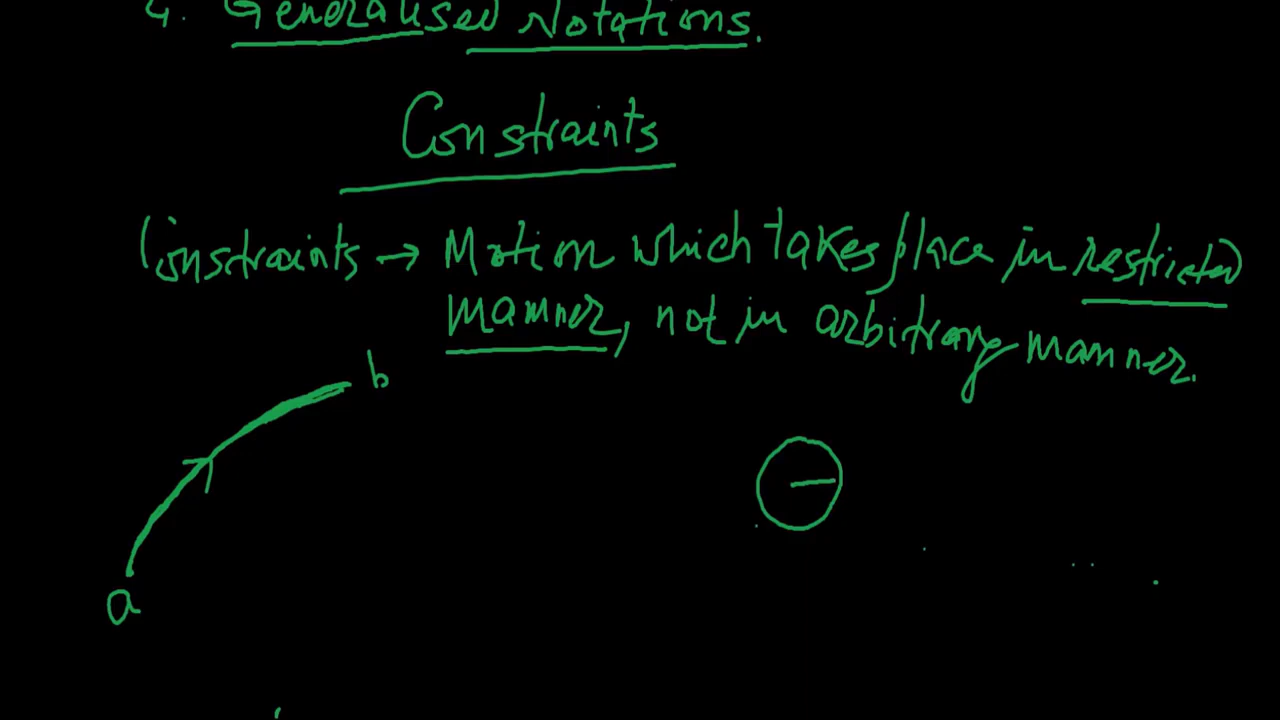 4. Generalised Notations.
Constraints
Constraints → Motion which takes place in restricted
manner, not in arbitrary manner.
b
a